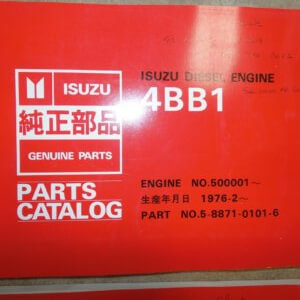 ISUZU
純正部品
GENUINE PARTS
PARTS
CATALOG
ISUZU DIESEL ENGINE
4BB1
ENGINE NO.500001～
生産年月日 1976-2～
PART NO.5-8871-0101-6